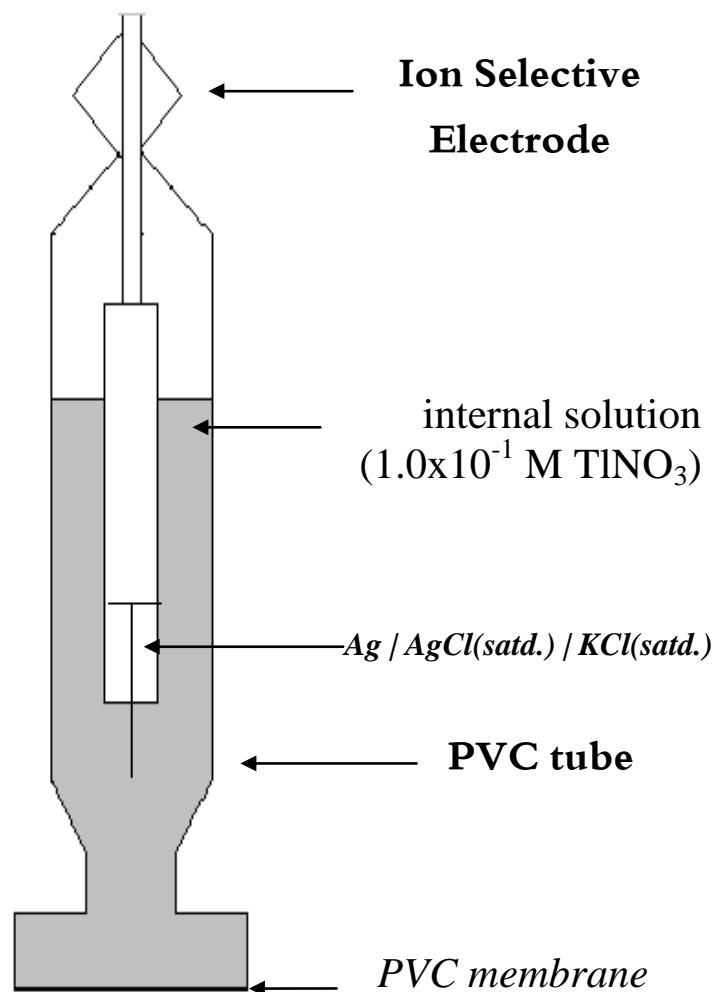 Ion Selective
Electrode
internal solution
(1.0x10⁻¹ M TlNO₃)
Ag / AgCl(satd.) / KCl(satd.)
PVC tube
PVC membrane